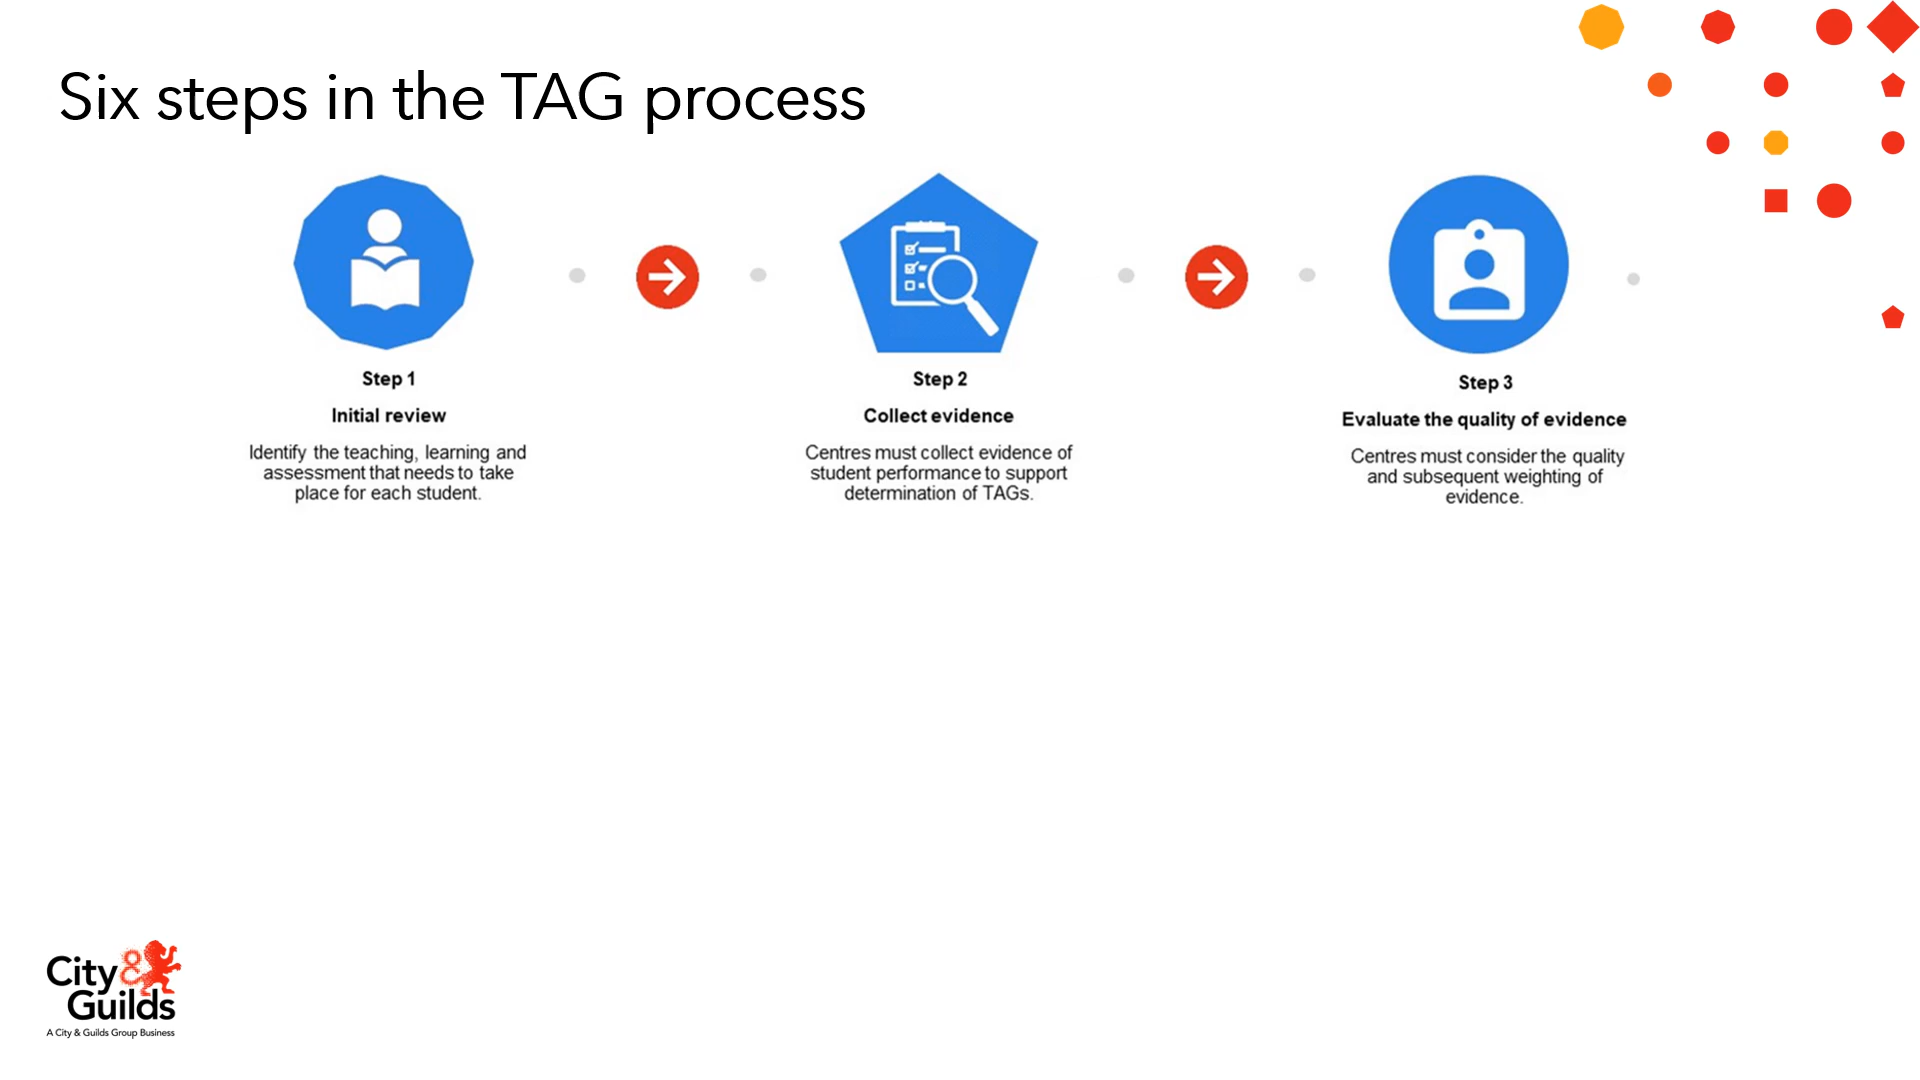 Six steps in the TAG process
Step 1
Initial review
Identify the teaching, learning and
assessment that needs to take
place for each student.
Step 2
Collect evidence
Centres must collect evidence of
student performance to support
determination of TAGs.
Step 3
Evaluate the quality of evidence
Centres must consider the quality
and subsequent weighting of
evidence.
City &
Guilds
A City & Guilds Group Business